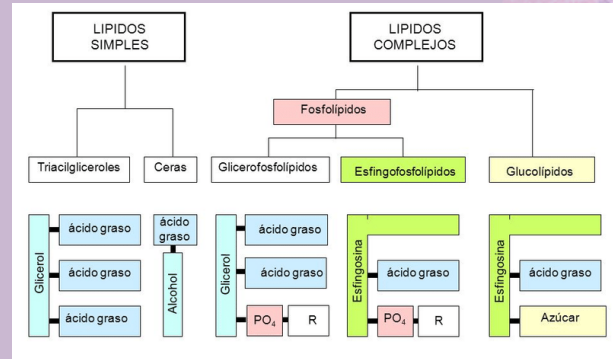 LIPIDOS
SIMPLES
LIPIDOS
COMPLEJOS
Fosfolípidos
Triacilgliceroles
Ceras
Glicerofosfolípidos
Esfingofosfolípidos
Glucolípidos
Glicerol
ácido graso
ácido graso
ácido graso
ácido
graso
Alcohol
Glicerol
ácido graso
ácido graso
PO4
R
Esfingosina
ácido graso
PO4
R
Esfingosina
ácido graso
Azúcar